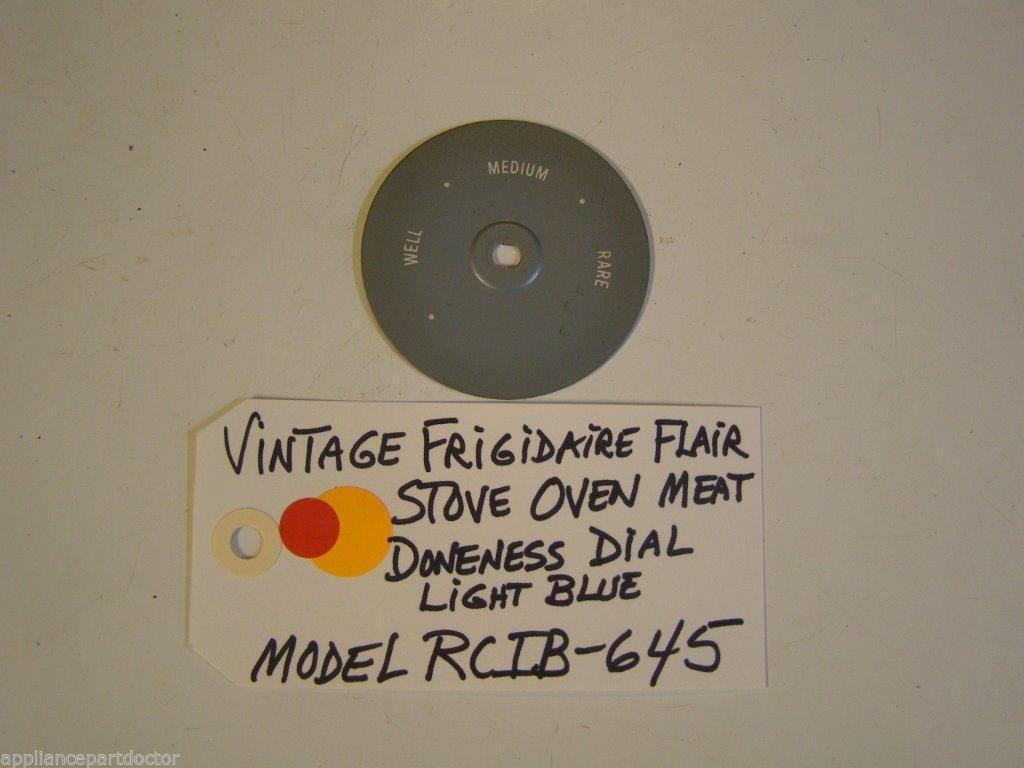 MEDIUM
WELL
RARE
VINTAGE FRIGIDAIRE FLAIR
STOVE OVEN MEAT
DONENESS DIAL
LIGHT BLUE
MODEL RCIB-645
appliancepartdoctor